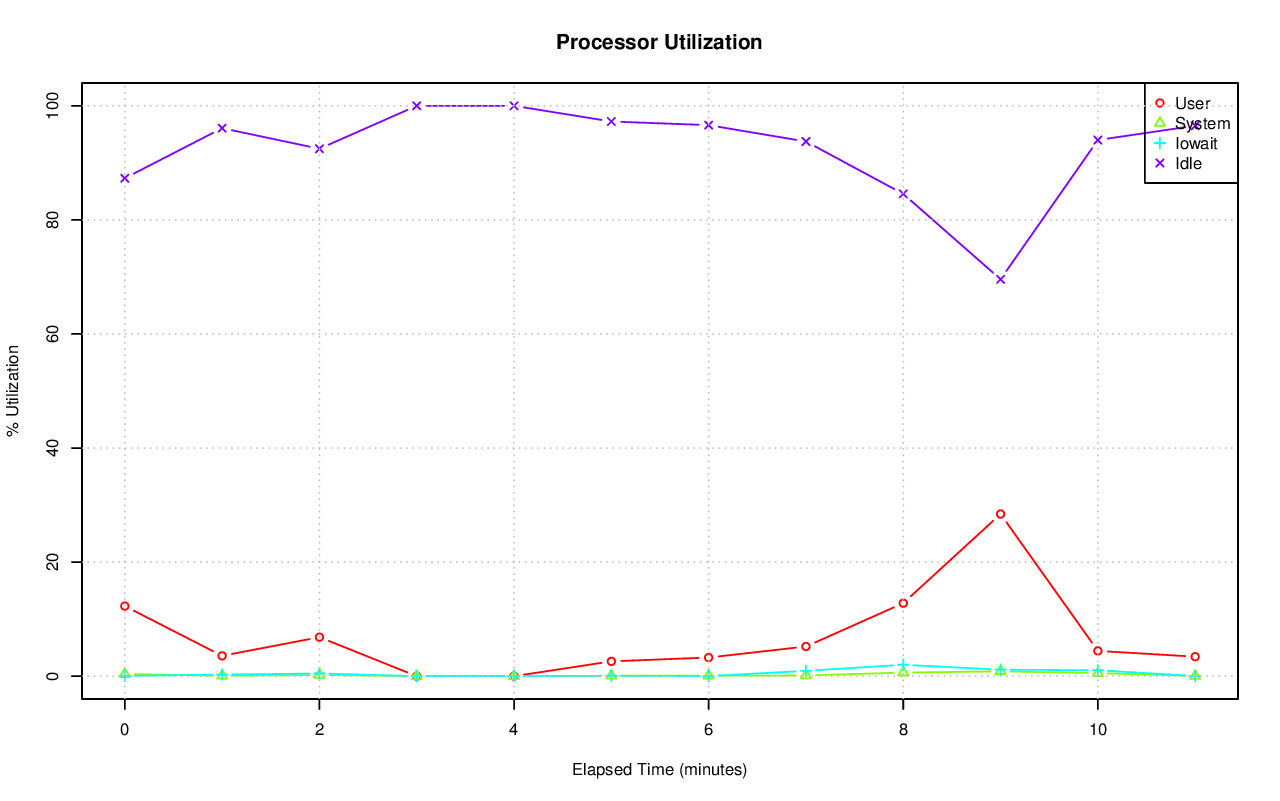 Processor Utilization
% Utilization
100
80
60
40
20
0
User
System
Iowait
Idle
0 2 4 6 8 10
Elapsed Time (minutes)